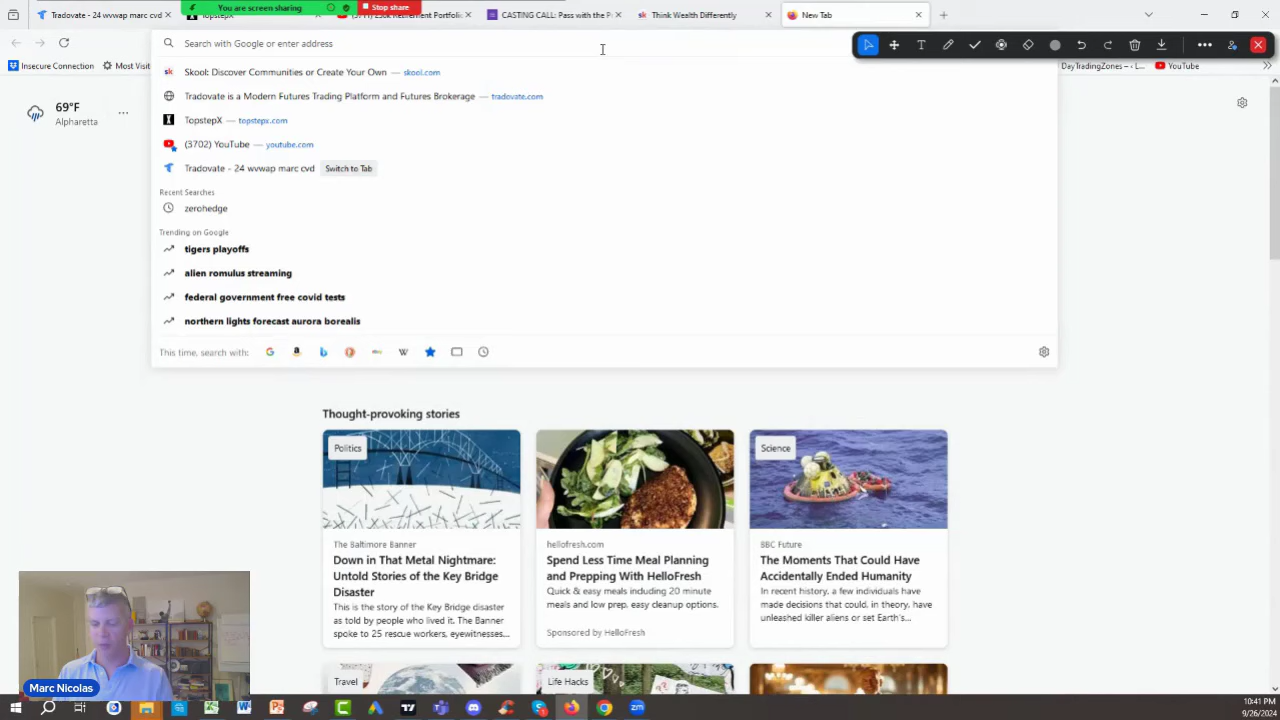 You are screen sharing
Stop share
Tradovate - 24 wvwap marc cvd
TopstepX
CASTING CALL: Pass with the P
Think Wealth Differently
New Tab
Search with Google or enter address
Insecure Connection
Most Visit
DayTradingZones - L...
YouTube
69°F
Alpharetta
Skool: Discover Communities or Create Your Own — skool.com
Tradovate is a Modern Futures Trading Platform and Futures Brokerage — tradovate.com
TopstepX — topstepx.com
(3702) YouTube — youtube.com
Tradovate - 24 wvwap marc cvd Switch to Tab
Recent Searches
zerohedge
Trending on Google
tigers playoffs
alien romulus streaming
federal government free covid tests
northern lights forecast aurora borealis
This time, search with:
Thought-provoking stories
Politics
The Baltimore Banner
Down in That Metal Nightmare:
Untold Stories of the Key Bridge
Disaster
This is the story of the Key Bridge disaster
as told by people who lived it. The Banner
spoke to 25 rescue workers, eyewitnesses...
hellofresh.com
Spend Less Time Meal Planning
and Prepping With HelloFresh
Quick & easy meals including 20 minute
meals and low prep, easy cleanup options.
Sponsored by HelloFresh
Science
BBC Future
The Moments That Could Have
Accidentally Ended Humanity
In recent history, a few individuals have
made decisions that could, in theory, have
unleashed killer aliens or set Earth's...
Travel
Life Hacks
Marc Nicolas
10:41 PM
9/26/2024